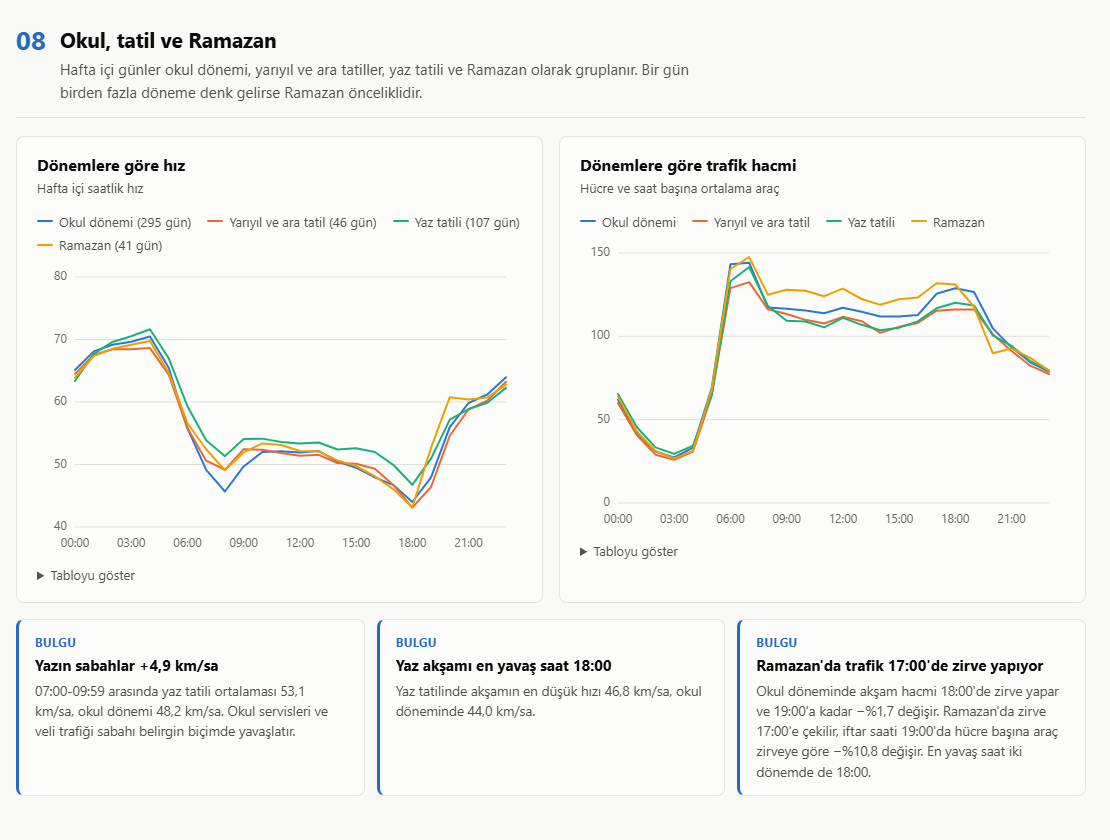 08 Okul, tatil ve Ramazan
Hafta içi günler okul dönemi, yarıyıl ve ara tatiller, yaz tatili ve Ramazan olarak gruplanır. Bir gün
birden fazla döneme denk gelirse Ramazan önceliklidir.
Dönemlere göre hız
Hafta içi saatlik hız
Okul dönemi (295 gün) Yarıyıl ve ara tatil (46 gün) Yaz tatili (107 gün)
Ramazan (41 gün)
80
70
60
50
40
00:00 03:00 06:00 09:00 12:00 15:00 18:00 21:00
▶ Tabloyu göster
Dönemlere göre trafik hacmi
Hücre ve saat başına ortalama araç
Okul dönemi Yarıyıl ve ara tatil Yaz tatili Ramazan
150
100
50
0
00:00 03:00 06:00 09:00 12:00 15:00 18:00 21:00
▶ Tabloyu göster
BULGU
Yazın sabahlar +4,9 km/sa
07:00-09:59 arasında yaz tatili ortalaması 53,1
km/sa, okul dönemi 48,2 km/sa. Okul servisleri ve
veli trafiği sabahı belirgin biçimde yavaşlatır.
BULGU
Yaz akşamı en yavaş saat 18:00
Yaz tatilinde akşamın en düşük hızı 46,8 km/sa, okul
döneminde 44,0 km/sa.
BULGU
Ramazan'da trafik 17:00'de zirve yapıyor
Okul döneminde akşam hacmi 18:00'de zirve yapar
ve 19:00'a kadar −%1,7 değişir. Ramazan'da zirve
17:00'e çekilir, iftar saati 19:00'da hücre başına araç
zirveye göre −%10,8 değişir. En yavaş saat iki
dönemde de 18:00.